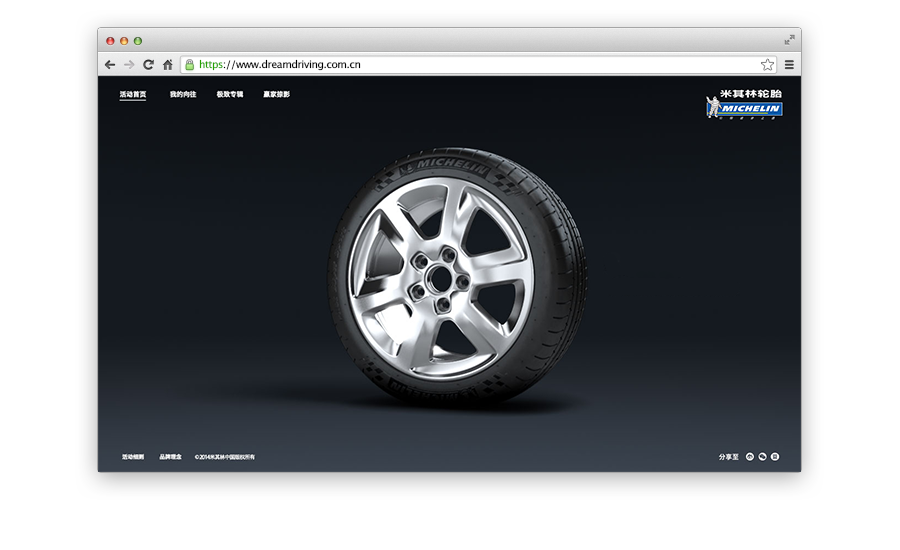 https://www.dreamdriving.com.cn
活动首页 我的向往 极致专辑 赢家掠影
米其林轮胎
MICHELIN
MICHELIN
活动细则 品牌理念 ©2014米其林中国版权所有
分享至